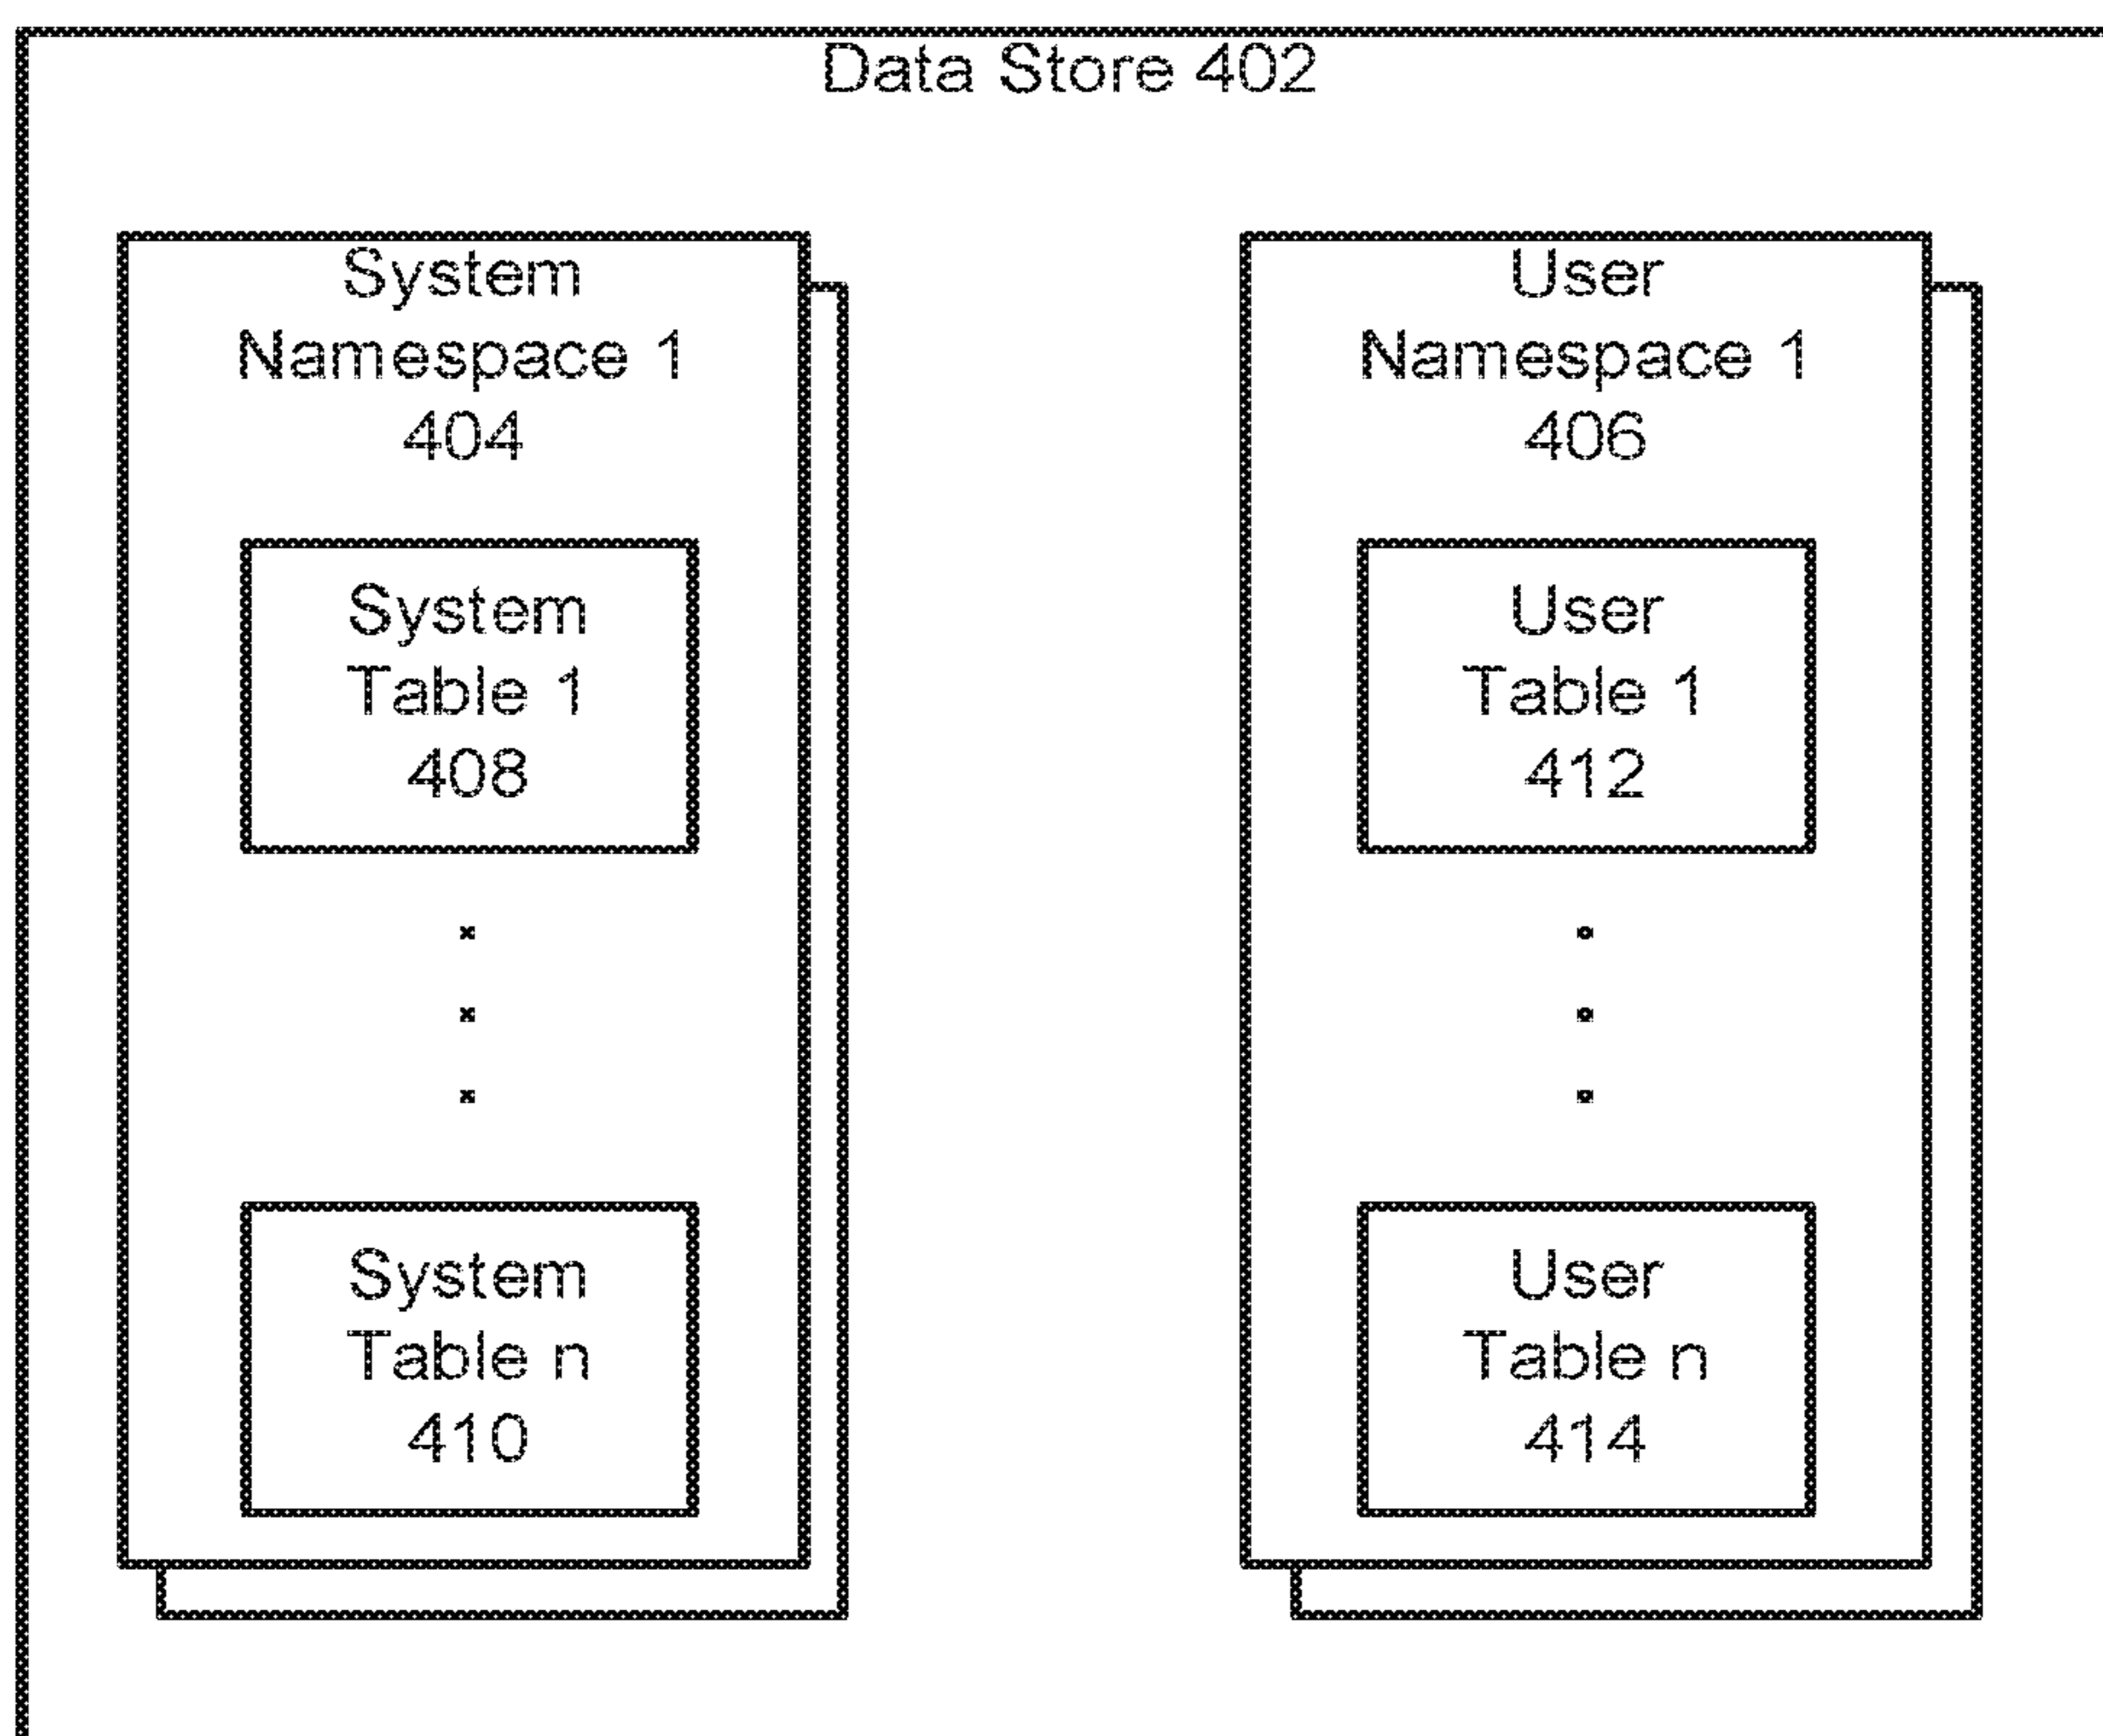 Data Store 402
System
Namespace 1
404
System
Table 1
408
System
Table n
410
User
Namespace 1
406
User
Table 1
412
User
Table n
414